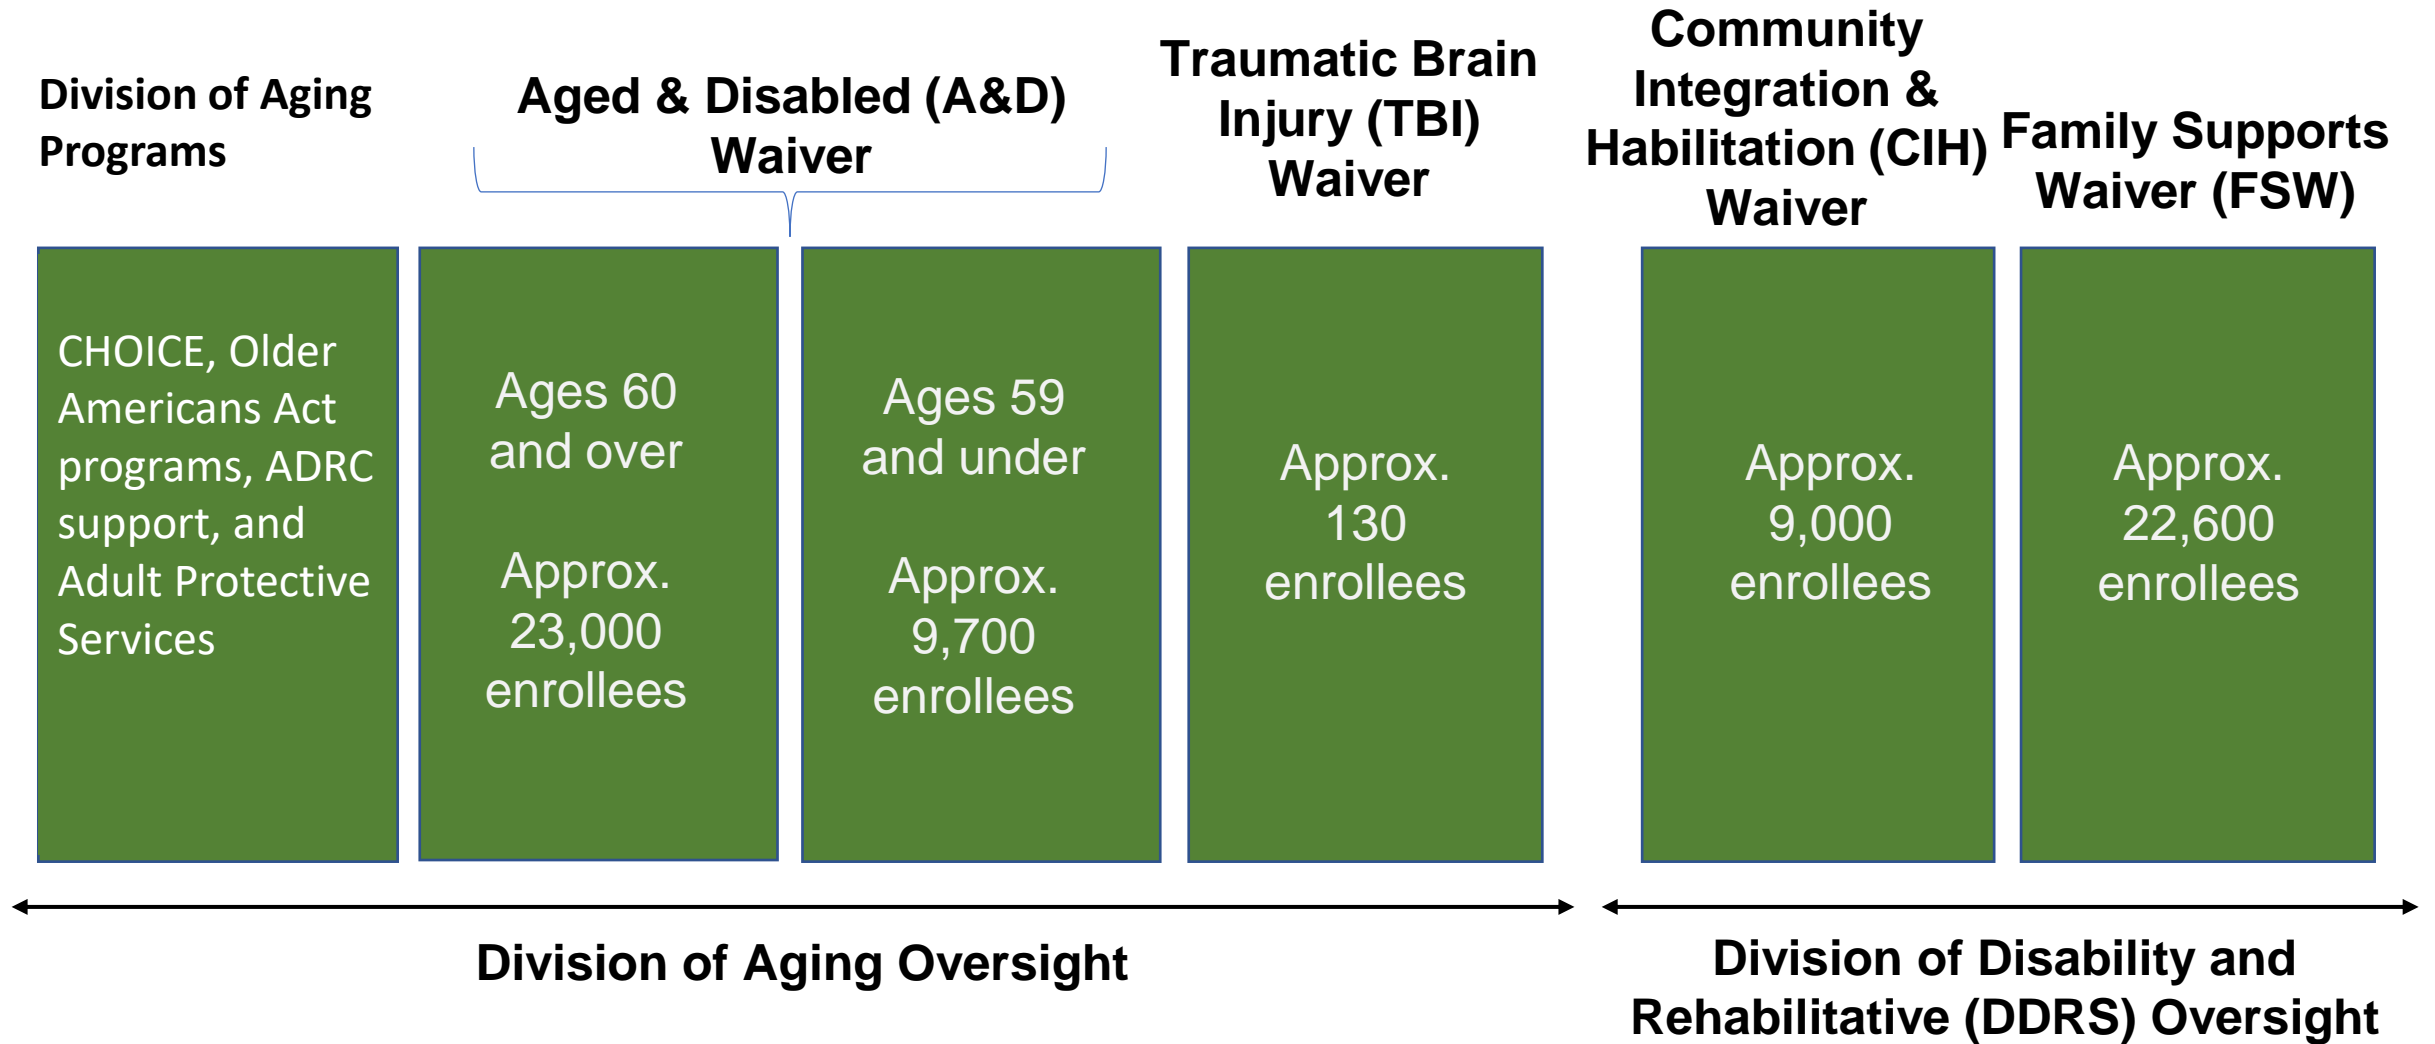 Division of Aging
Programs
Aged & Disabled (A&D)
Waiver
Traumatic Brain
Injury (TBI)
Waiver
Community
Integration &
Habilitation (CIH)
Waiver
Family Supports
Waiver (FSW)
CHOICE, Older
Americans Act
programs, ADRC
support, and
Adult Protective
Services
Ages 60
and over
Approx.
23,000
enrollees
Ages 59
and under
Approx.
9,700
enrollees
Approx.
130
enrollees
Approx.
9,000
enrollees
Approx.
22,600
enrollees
Division of Aging Oversight
Division of Disability and
Rehabilitative (DDRS) Oversight